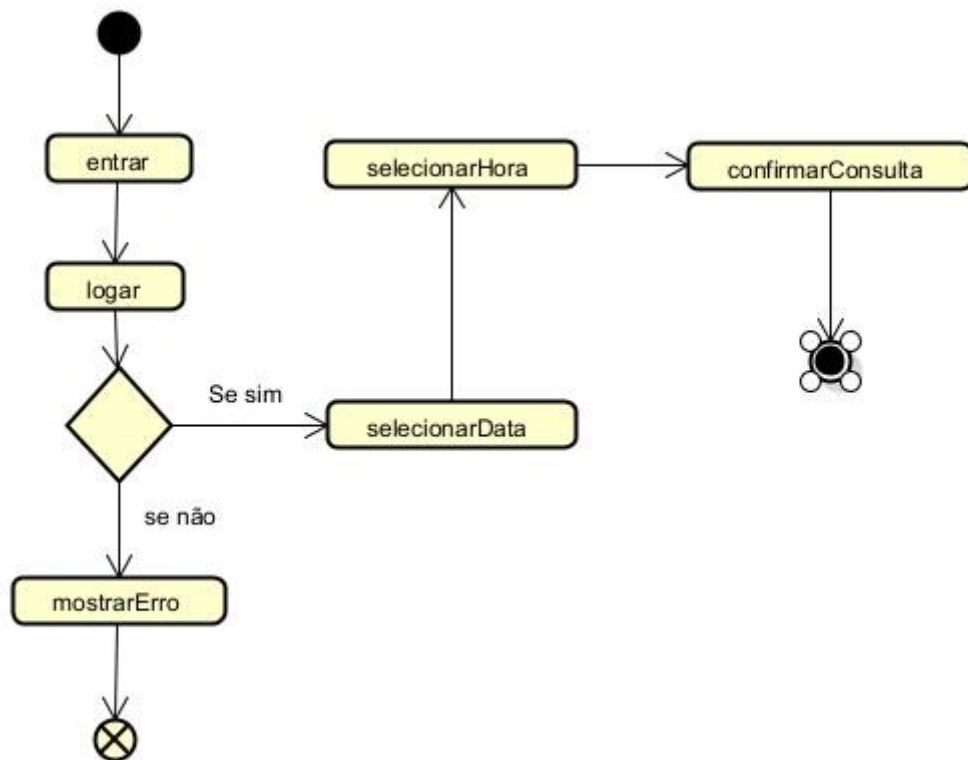 entrar
logar
Se sim
selecionarData
selecionarHora
confirmarConsulta
se não
mostrarErro